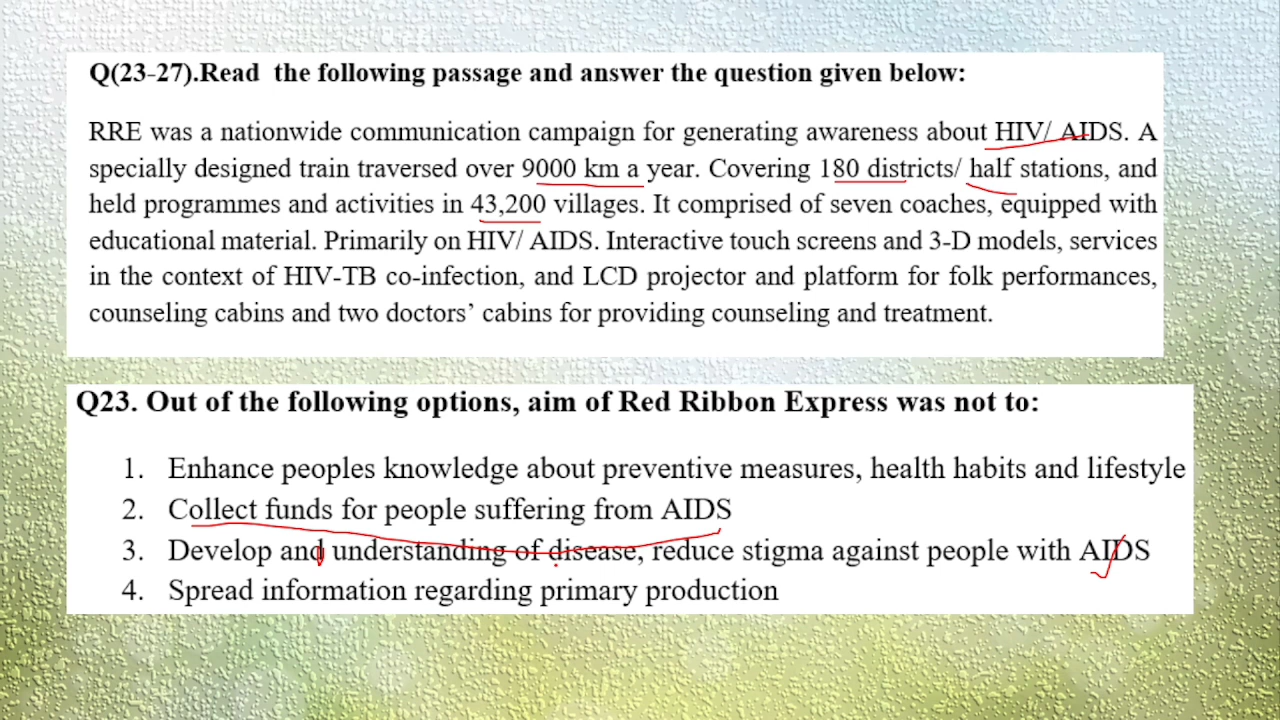 Q(23-27).Read the following passage and answer the question given below:
RRE was a nationwide communication campaign for generating awareness about HIV/ AIDS. A
specially designed train traversed over 9000 km a year. Covering 180 districts/ half stations, and
held programmes and activities in 43,200 villages. It comprised of seven coaches, equipped with
educational material. Primarily on HIV/ AIDS. Interactive touch screens and 3-D models, services
in the context of HIV-TB co-infection, and LCD projector and platform for folk performances,
counseling cabins and two doctors’ cabins for providing counseling and treatment.
Q23. Out of the following options, aim of Red Ribbon Express was not to:
1. Enhance peoples knowledge about preventive measures, health habits and lifestyle
2. Collect funds for people suffering from AIDS
3. Develop and understanding of disease, reduce stigma against people with AIDS
4. Spread information regarding primary production